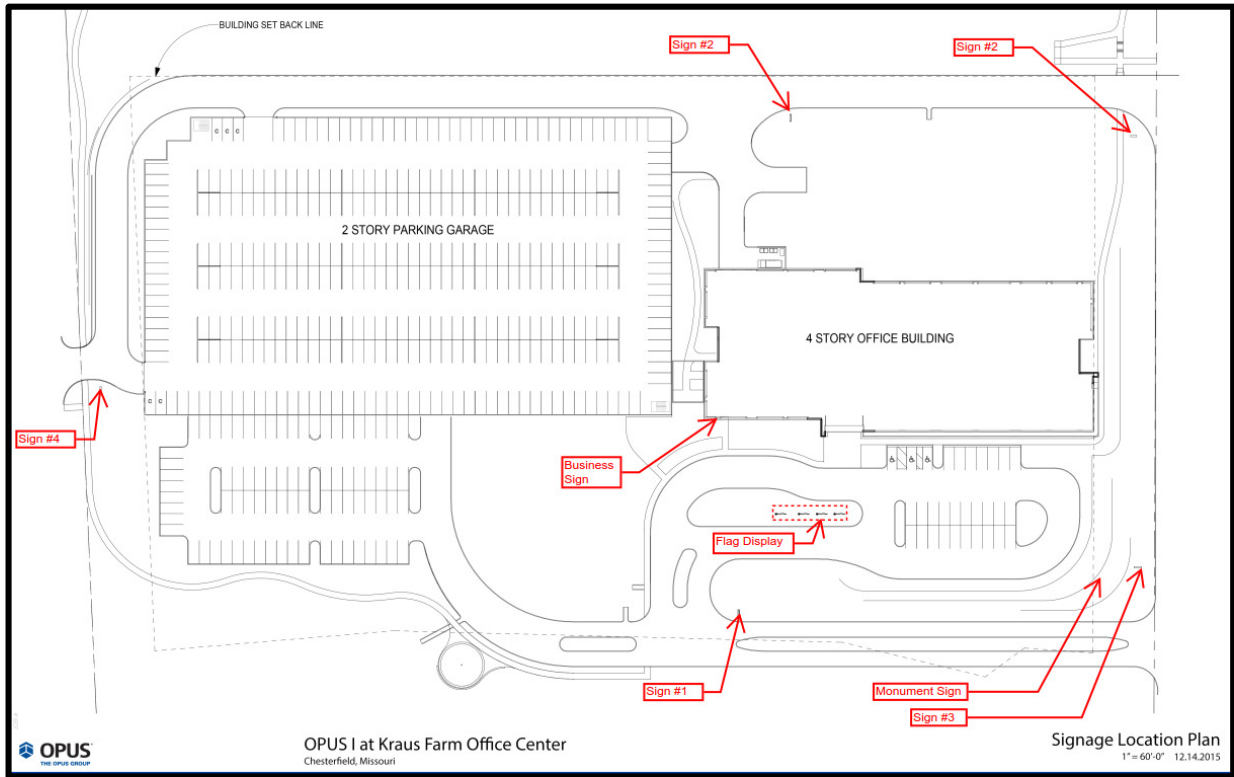 BUILDING SET BACK LINE
Sign #2
Sign #2
2 STORY PARKING GARAGE
4 STORY OFFICE BUILDING
Sign #4
Business
Sign
Flag Display
Sign #1
Monument Sign
Sign #3
OPUS
THE OPUS GROUP
OPUS I at Kraus Farm Office Center
Chesterfield, Missouri
Signage Location Plan
1" = 60'-0" 12.14.2015